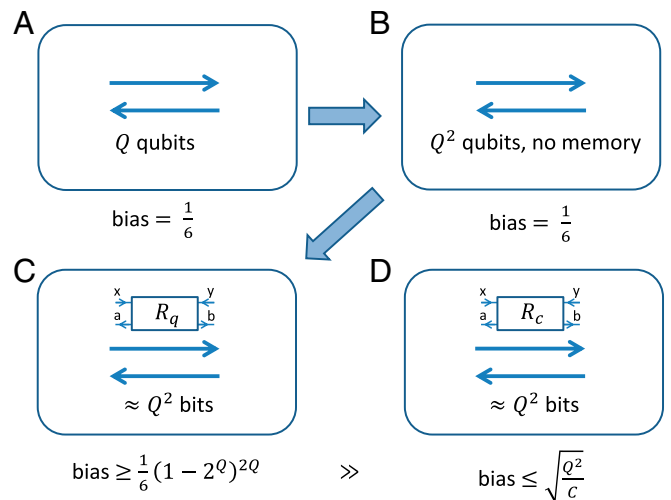 A
Q qubits
bias = 1/6
B
Q² qubits, no memory
bias = 1/6
C
x y
a R_q b
≈ Q² bits
bias ≥ 1/6 (1 − 2^Q)^{2Q}
≫
D
x y
a R_c b
≈ Q² bits
bias ≤ √(Q²/C)